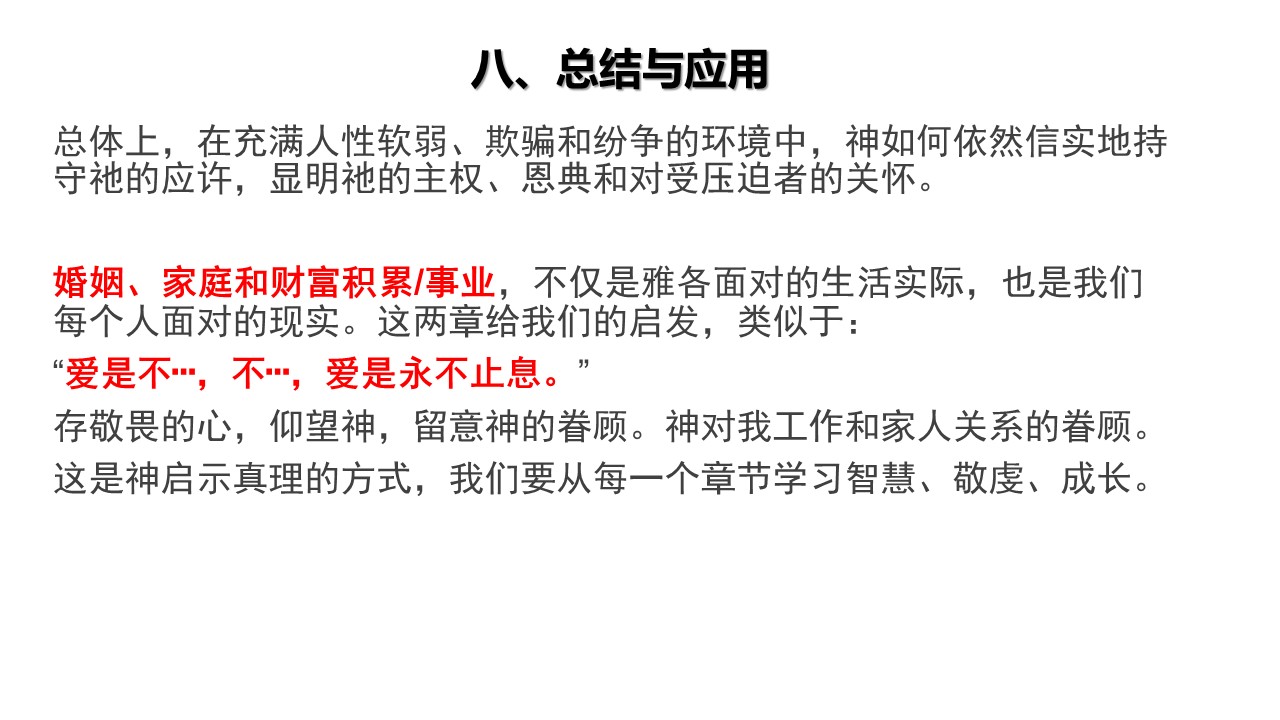 八、总结与应用
总体上，在充满人性软弱、欺骗和纷争的环境中，神如何依然信实地持
守祂的应许，显明祂的主权、恩典和对受压迫者的关怀。
婚姻、家庭和财富积累/事业，不仅是雅各面对的生活实际，也是我们
每个人面对的现实。这两章给我们的启发，类似于：
“爱是不…，不…，爱是永不止息。”
存敬畏的心，仰望神，留意神的眷顾。神对我工作和家人关系的眷顾。
这是神启示真理的方式，我们要从每一个章节学习智慧、敬虔、成长。